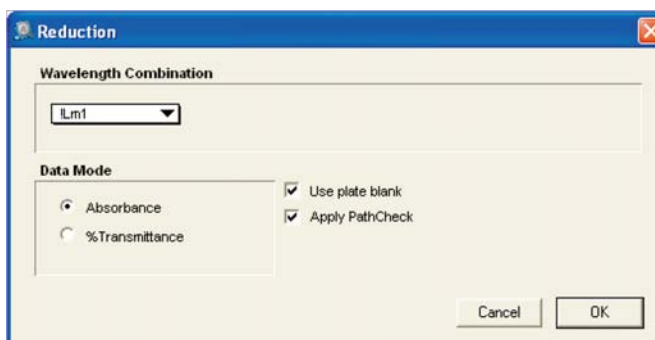 Reduction
Wavelength Combination
!Lm1
Data Mode
Absorbance
%Transmittance
Use plate blank
Apply PathCheck
Cancel
OK